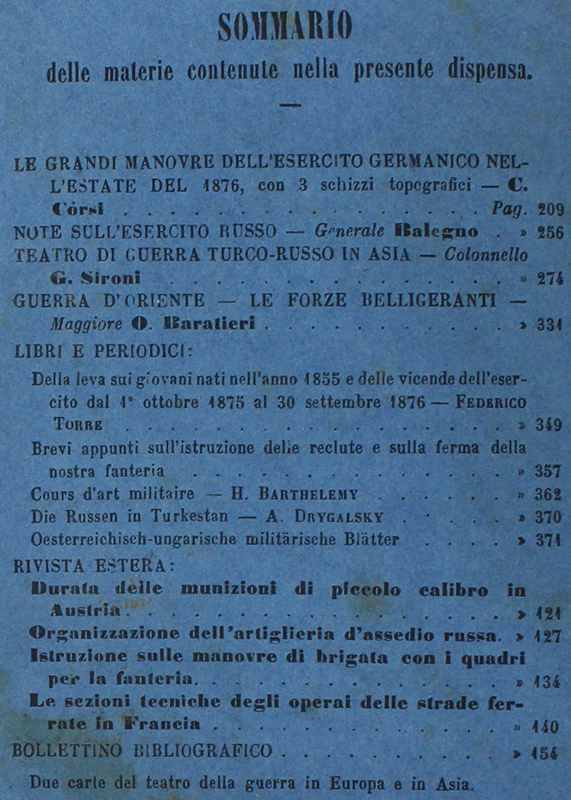 SOMMARIO
delle materie contenute nella presente dispensa.
LE GRANDI MANOVRE DELL'ESERCITO GERMANICO NEL-
L'ESTATE DEL 1876, con 3 schizzi topografici — C.
Còrsi . . . . . . . . . . . . . . . . Pag. 209
NOTE SULL'ESERCITO RUSSO — Generale Balegno . » 256
TEATRO DI GUERRA TURCO-RUSSO IN ASIA — Colonnello
G. Sironi . . . . . . . . . . . . . . » 274
GUERRA D'ORIENTE — LE FORZE BELLIGERANTI —
Maggiore O. Baratieri . . . . . . . . . . » 331
LIBRI E PERIODICI:
Della leva sui giovani nati nell'anno 1855 e delle vicende dell'eser-
cito dal 1° ottobre 1875 al 30 settembre 1876 — FEDERICO
TORRE . . . . . . . . . . . . . . . » 349
Brevi appunti sull'istruzione delle reclute e sulla ferma della
nostra fanteria . . . . . . . . . . . . » 357
Cours d'art militaire — H. BARTHELEMY . . . . . » 362
Die Russen in Turkestan — A. DRYGALSKY . . . . » 370
Oesterreichisch-ungarische militärische Blätter . . . . » 371
RIVISTA ESTERA:
Durata delle munizioni di piccolo calibro in
Austria . . . . . . . . . . . . . . » 121
Organizzazione dell'artiglieria d'assedio russa. » 127
Istruzione sulle manovre di brigata con i quadri
per la fanteria. . . . . . . . . . . . » 134
Le sezioni tecniche degli operai delle strade fer-
rate in Francia . . . . . . . . . . . » 140
BOLLETTINO BIBLIOGRAFICO . . . . . . . . . » 154
Due carte del teatro della guerra in Europa e in Asia.